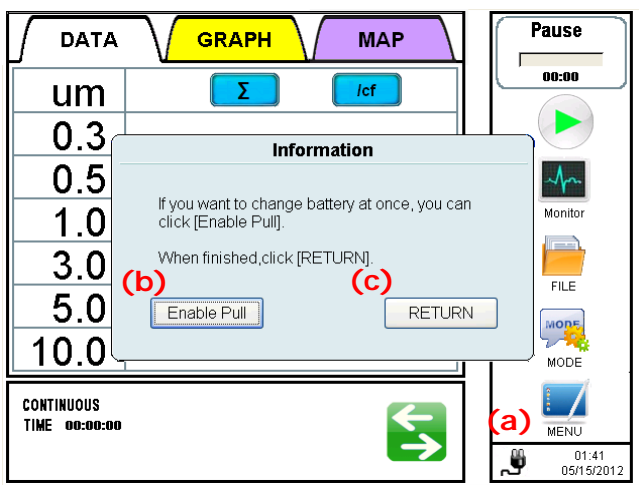 DATA
GRAPH
MAP
Pause
00:00
um
Σ
/cf
0.3
0.5
1.0
3.0
5.0
10.0
Information
If you want to change battery at once, you can
click [Enable Pull].
When finished,click [RETURN].
(b)
(c)
Enable Pull
RETURN
Monitor
FILE
MODE
MODE
(a)
MENU
CONTINUOUS
TIME 00:00:00
01:41
05/15/2012